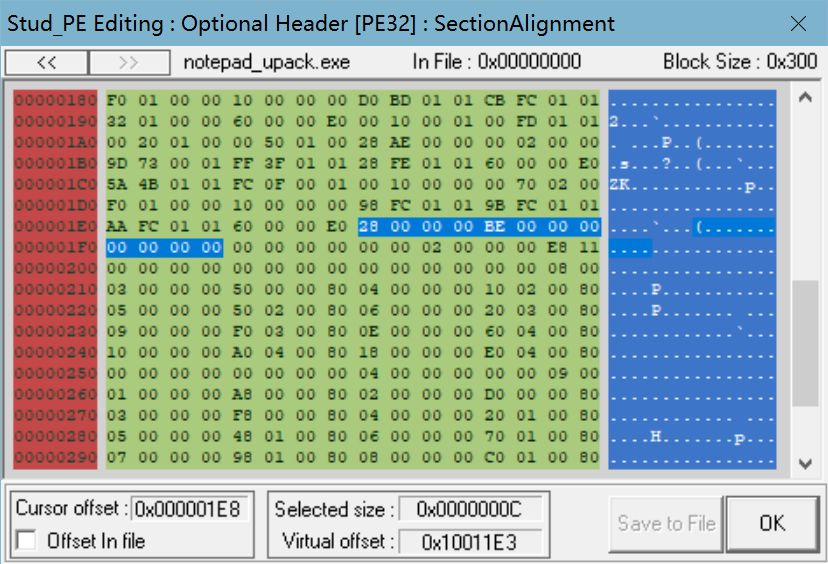 Stud_PE Editing : Optional Header [PE32] : SectionAlignment
<< >> notepad_upack.exe In File : 0x00000000 Block Size : 0x300
00000180 F0 01 00 00 10 00 00 00 D0 BD 01 01 CB FC 01 01 ................
00000190 32 01 00 00 60 00 00 E0 00 10 00 01 00 FD 01 01 2...`...........
000001A0 00 20 01 00 00 50 01 00 28 AE 00 00 00 02 00 00 . ...P..(.......
000001B0 9D 73 00 01 FF 3F 01 01 28 FE 01 01 60 00 00 E0 .s...?..(...`...
000001C0 5A 4B 01 01 FC 0F 00 01 00 10 00 00 00 70 02 00 ZK...........p..
000001D0 F0 01 00 00 10 00 00 00 98 FC 01 01 9B FC 01 01 ................
000001E0 AA FC 01 01 60 00 00 E0 28 00 00 00 BE 00 00 00 ....`...(.......
000001F0 00 00 00 00 00 00 00 00 00 00 02 00 00 00 E8 11 ................
00000200 00 00 00 00 00 00 00 00 00 00 00 00 00 00 08 00 ................
00000210 03 00 00 00 50 00 00 80 04 00 00 00 10 02 00 80 ....P...........
00000220 05 00 00 00 50 02 00 80 06 00 00 00 20 03 00 80 ....P....... ...
00000230 09 00 00 00 F0 03 00 80 0E 00 00 00 60 04 00 80 ............`...
00000240 10 00 00 00 A0 04 00 80 18 00 00 00 E0 04 00 80 ................
00000250 00 00 00 00 00 00 00 00 04 00 00 00 00 00 09 00 ................
00000260 01 00 00 00 A8 00 00 80 02 00 00 00 D0 00 00 80 ................
00000270 03 00 00 00 F8 00 00 80 04 00 00 00 20 01 00 80 ............ ...
00000280 05 00 00 00 48 01 00 80 06 00 00 00 70 01 00 80 ....H.......p...
00000290 07 00 00 00 98 01 00 80 08 00 00 00 C0 01 00 80 ................
Cursor offset : 0x000001E8 Selected size : 0x0000000C Save to File OK
Offset In file Virtual offset : 0x10011E3